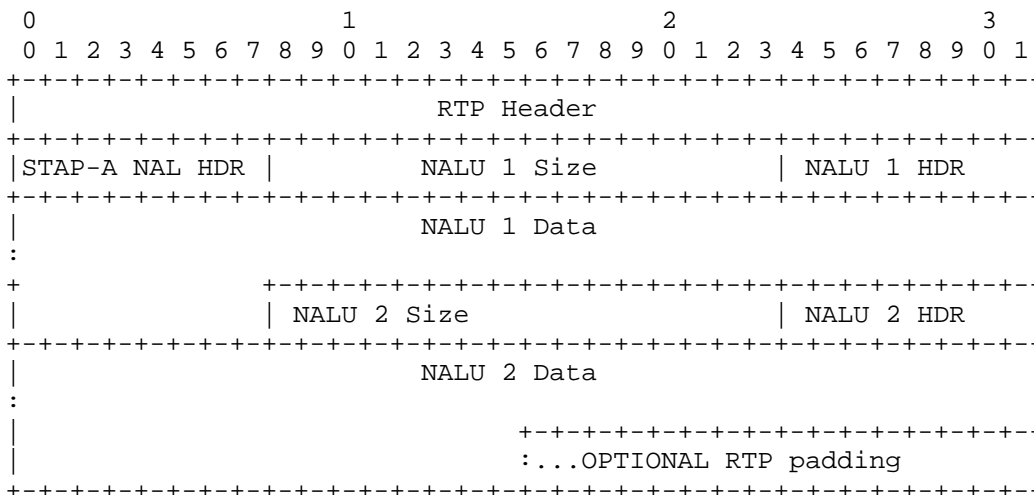 0                   1                   2                   3
 0 1 2 3 4 5 6 7 8 9 0 1 2 3 4 5 6 7 8 9 0 1 2 3 4 5 6 7 8 9 0 1
+-+-+-+-+-+-+-+-+-+-+-+-+-+-+-+-+-+-+-+-+-+-+-+-+-+-+-+-+-+-+-+-
|                          RTP Header
+-+-+-+-+-+-+-+-+-+-+-+-+-+-+-+-+-+-+-+-+-+-+-+-+-+-+-+-+-+-+-+-
|STAP-A NAL HDR |         NALU 1 Size           | NALU 1 HDR
+-+-+-+-+-+-+-+-+-+-+-+-+-+-+-+-+-+-+-+-+-+-+-+-+-+-+-+-+-+-+-+-
|                         NALU 1 Data
:
+               +-+-+-+-+-+-+-+-+-+-+-+-+-+-+-+-+-+-+-+-+-+-+-+-
|               | NALU 2 Size                   | NALU 2 HDR
+-+-+-+-+-+-+-+-+-+-+-+-+-+-+-+-+-+-+-+-+-+-+-+-+-+-+-+-+-+-+-+-
|                         NALU 2 Data
:
|                               +-+-+-+-+-+-+-+-+-+-+-+-+-+-+-+-
|                               :...OPTIONAL RTP padding
+-+-+-+-+-+-+-+-+-+-+-+-+-+-+-+-+-+-+-+-+-+-+-+-+-+-+-+-+-+-+-+-